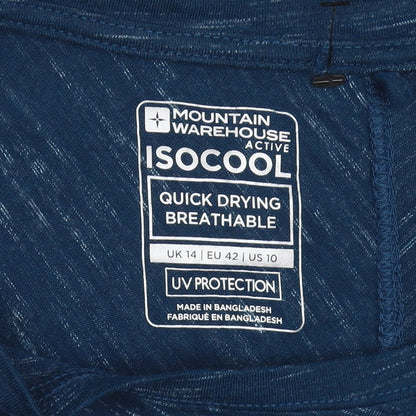 MOUNTAIN
WAREHOUSE
ACTIVE
ISOCOOL
QUICK DRYING
BREATHABLE
UK 14 | EU 42 | US 10
UV PROTECTION
MADE IN BANGLADESH
FABRIQUÉ EN BANGLADESH